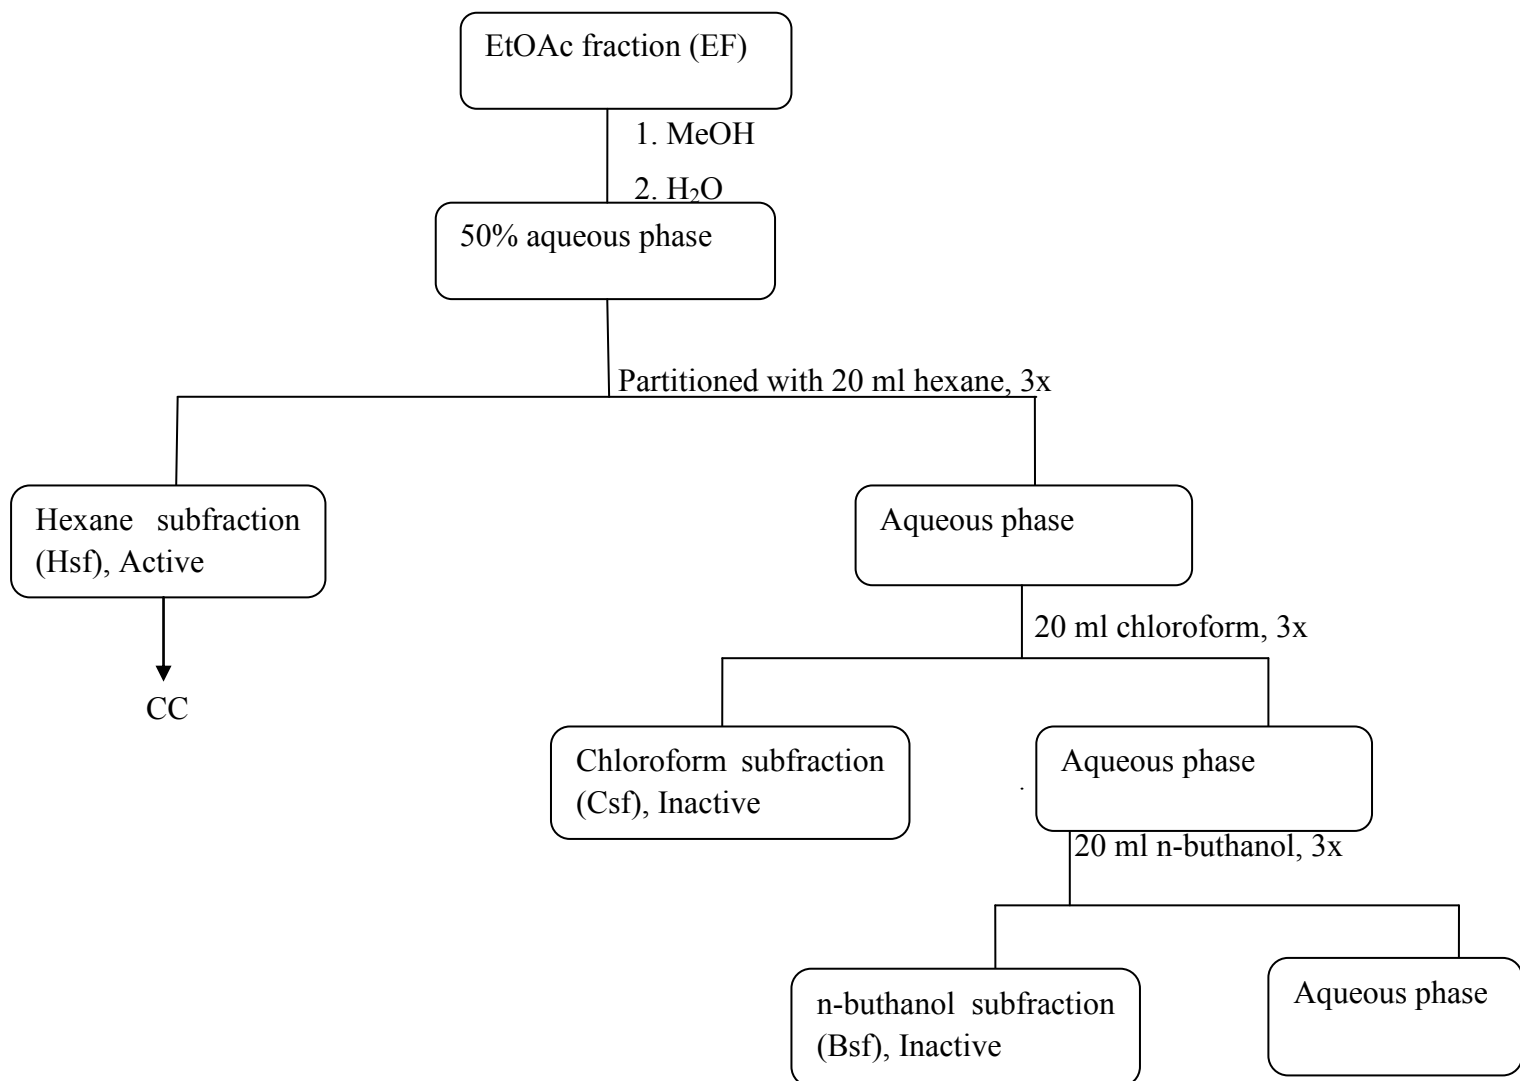 EtOAc fraction (EF)
1. MeOH
2. H₂O
50% aqueous phase
Partitioned with 20 ml hexane, 3x
Hexane subfraction
(Hsf), Active
Aqueous phase
20 ml chloroform, 3x
CC
Chloroform subfraction
(Csf), Inactive
Aqueous phase
.
20 ml n-buthanol, 3x
n-buthanol subfraction
(Bsf), Inactive
Aqueous phase